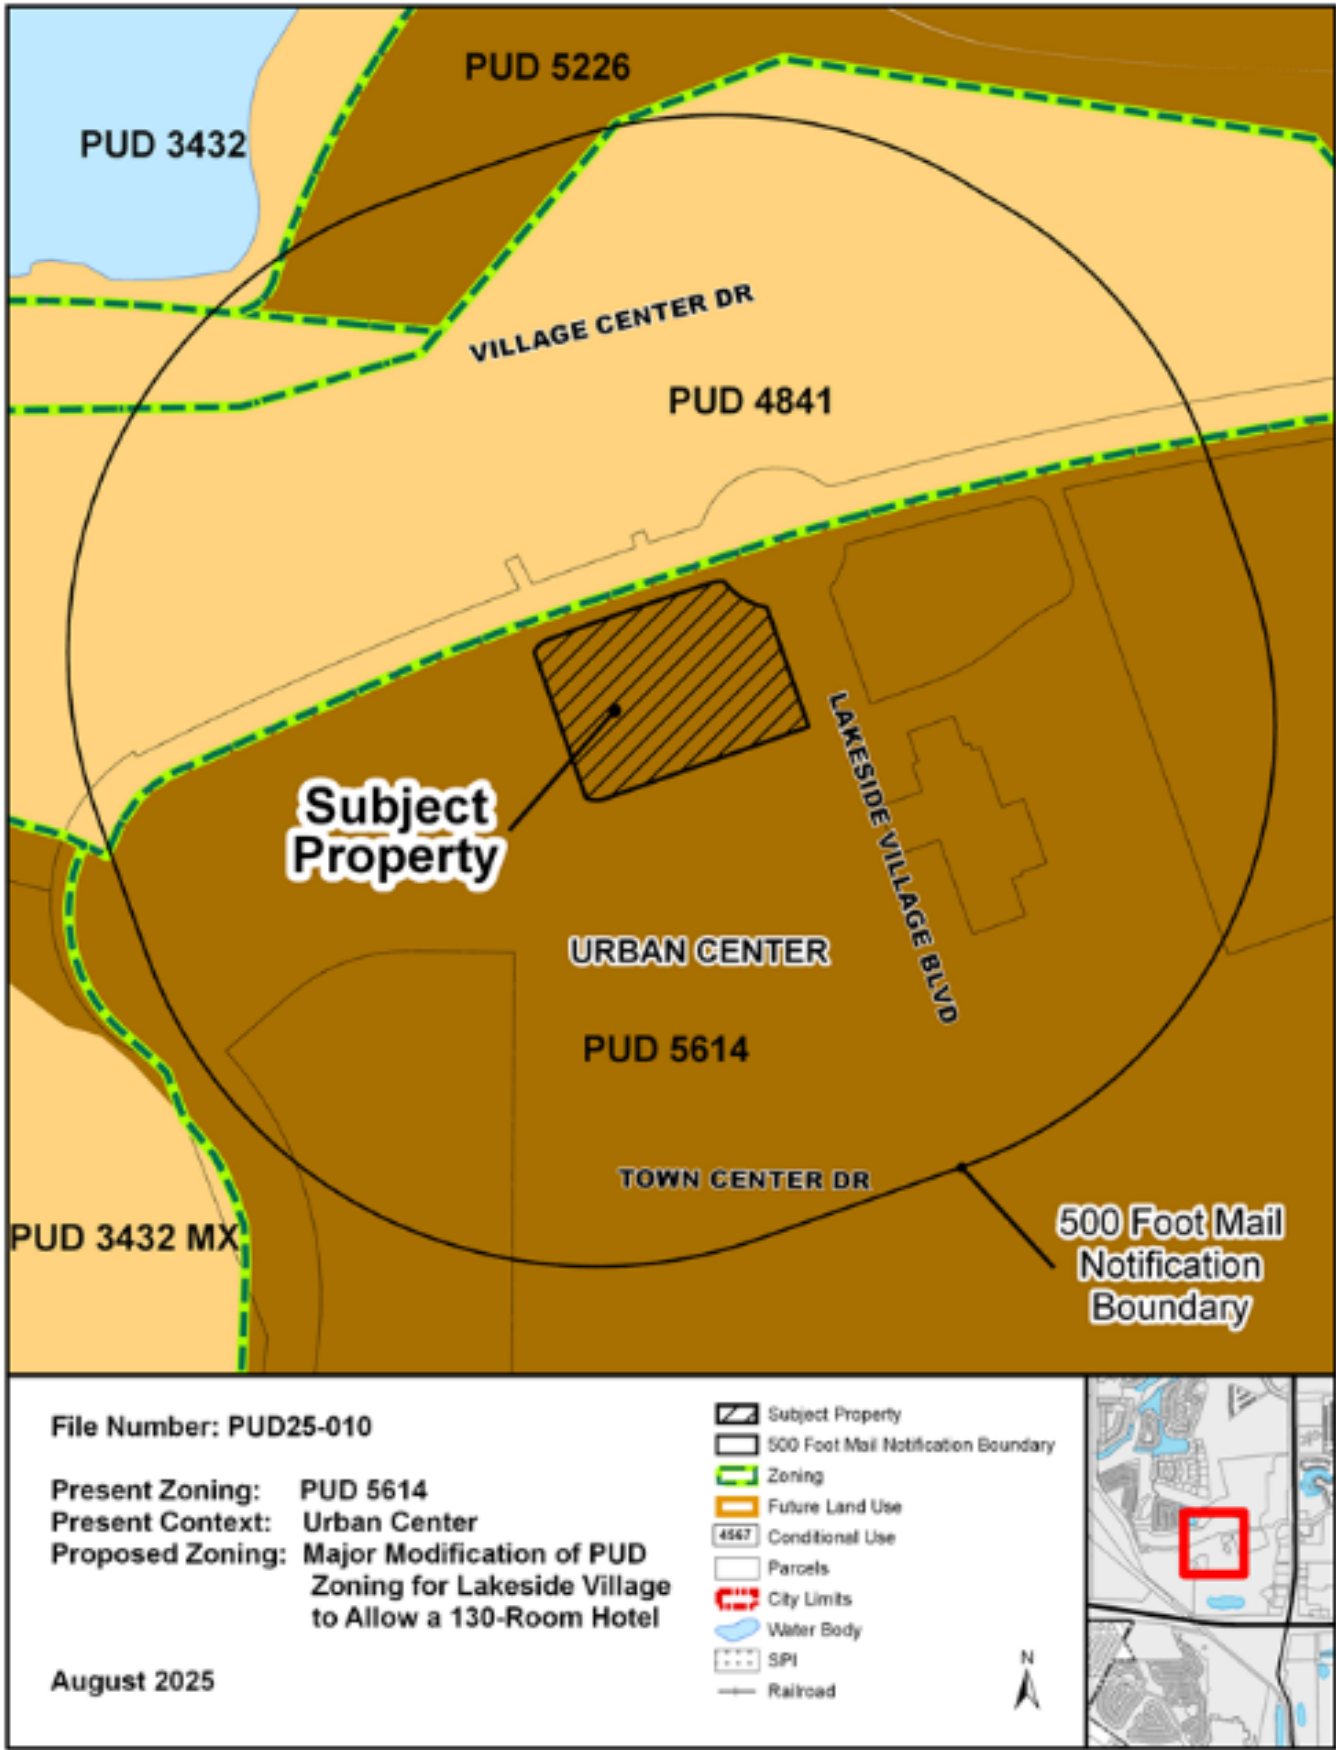 PUD 5226
PUD 3432
VILLAGE CENTER DR
PUD 4841
LAKESIDE VILLAGE BLVD
Subject
Property
URBAN CENTER
PUD 5614
TOWN CENTER DR
PUD 3432 MX
500 Foot Mail
Notification
Boundary
File Number: PUD25-010
Present Zoning: PUD 5614
Present Context: Urban Center
Proposed Zoning: Major Modification of PUD
Zoning for Lakeside Village
to Allow a 130-Room Hotel
August 2025
Subject Property
500 Foot Mail Notification Boundary
Zoning
Future Land Use
4567 Conditional Use
Parcels
City Limits
Water Body
SPI
Railroad
N